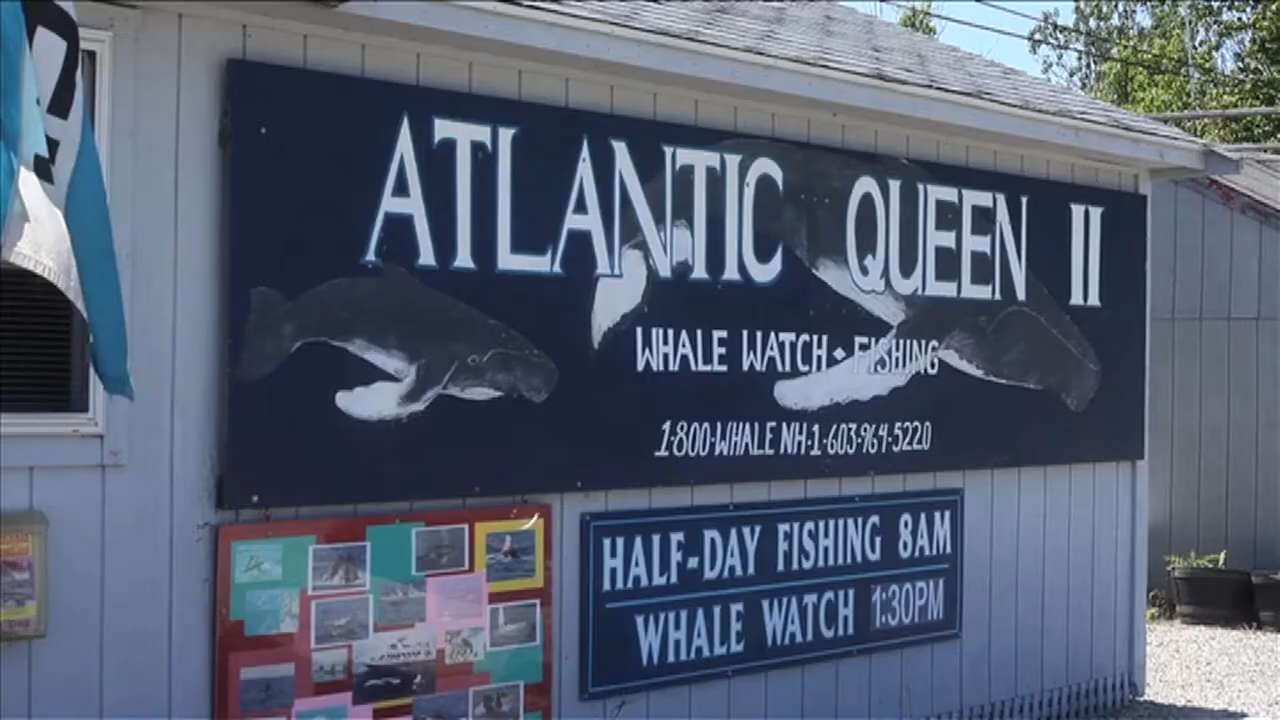 ATLANTIC QUEEN II
WHALE WATCH • FISHING
1-800-WHALE NH-1-603-964-5220
HALF-DAY FISHING 8AM
WHALE WATCH 1:30PM